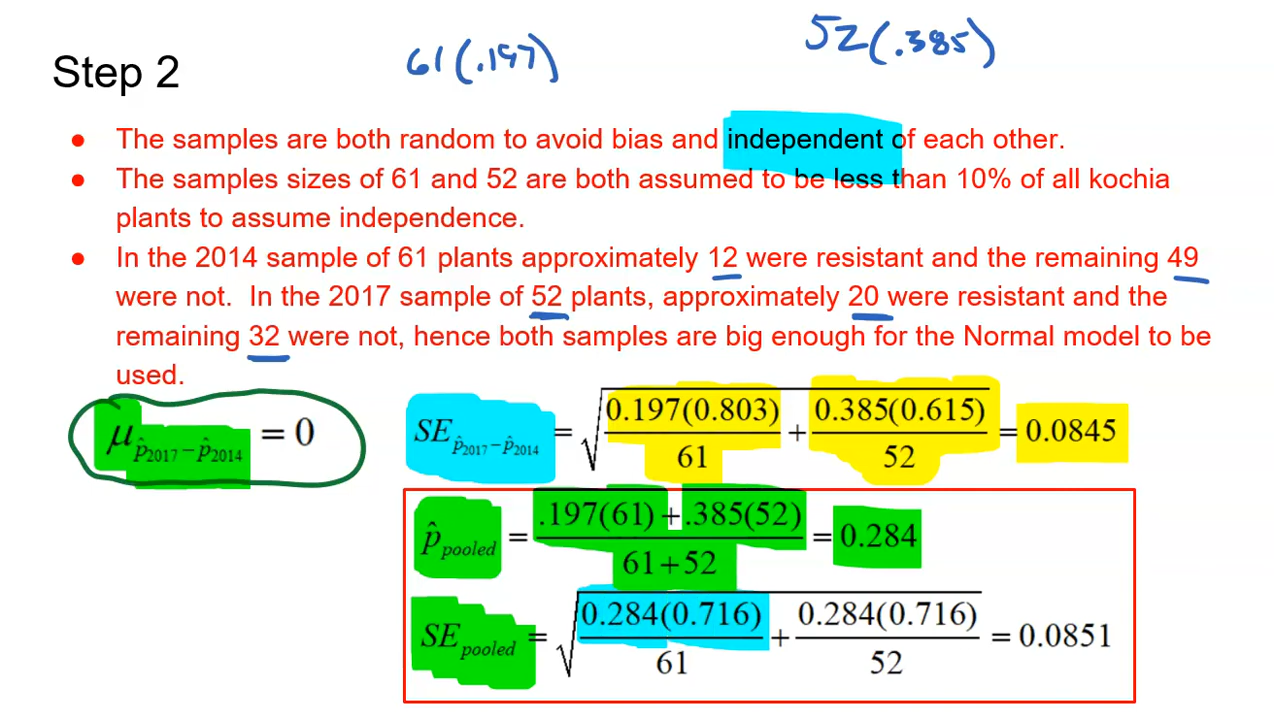 61(.197)
52(.385)
Step 2
● The samples are both random to avoid bias and independent of each other.
● The samples sizes of 61 and 52 are both assumed to be less than 10% of all kochia
plants to assume independence.
● In the 2014 sample of 61 plants approximately 12 were resistant and the remaining 49
were not. In the 2017 sample of 52 plants, approximately 20 were resistant and the
remaining 32 were not, hence both samples are big enough for the Normal model to be
used.
μ_{p̂_{2017}−p̂_{2014}} = 0
SE_{p̂_{2017}−p̂_{2014}} = √(0.197(0.803)/61 + 0.385(0.615)/52) = 0.0845
p̂_{pooled} = (.197(61)+.385(52))/(61+52) = 0.284
SE_{pooled} = √(0.284(0.716)/61 + 0.284(0.716)/52) = 0.0851